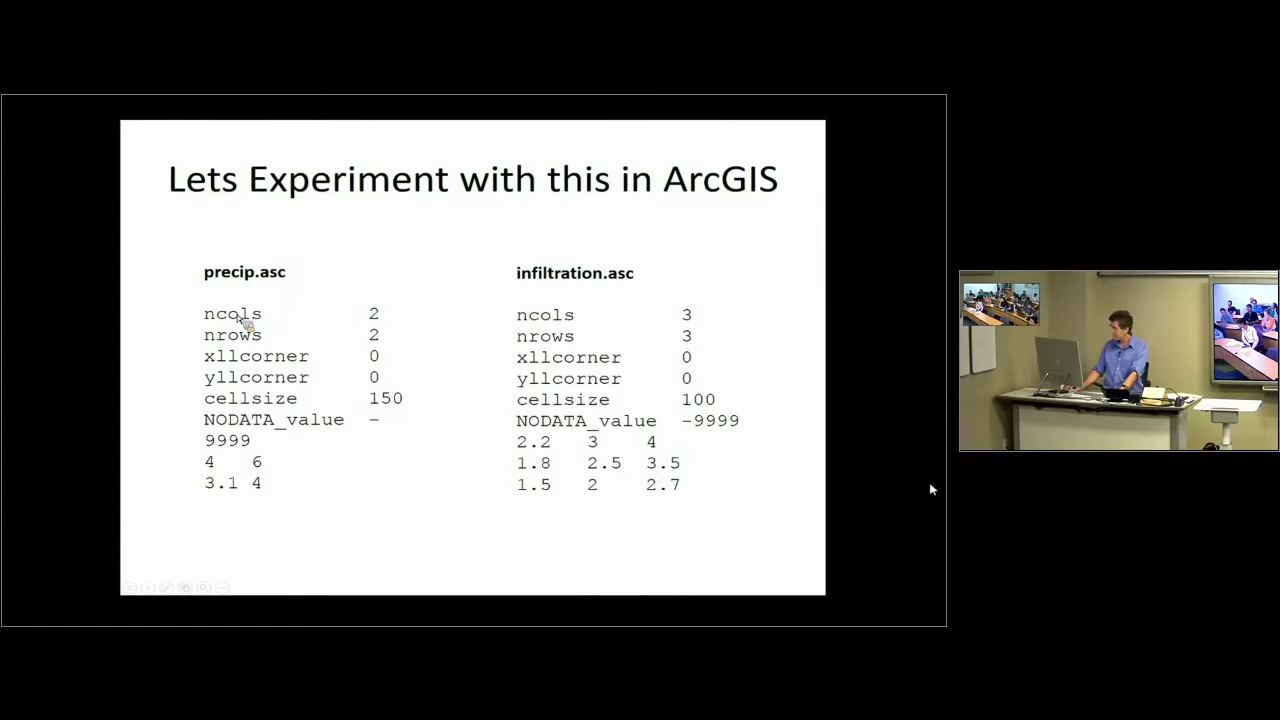 Lets Experiment with this in ArcGIS
precip.asc
ncols 2
nrows 2
xllcorner 0
yllcorner 0
cellsize 150
NODATA_value -
9999
4 6
3.1 4
infiltration.asc
ncols 3
nrows 3
xllcorner 0
yllcorner 0
cellsize 100
NODATA_value -9999
2.2 3 4
1.8 2.5 3.5
1.5 2 2.7